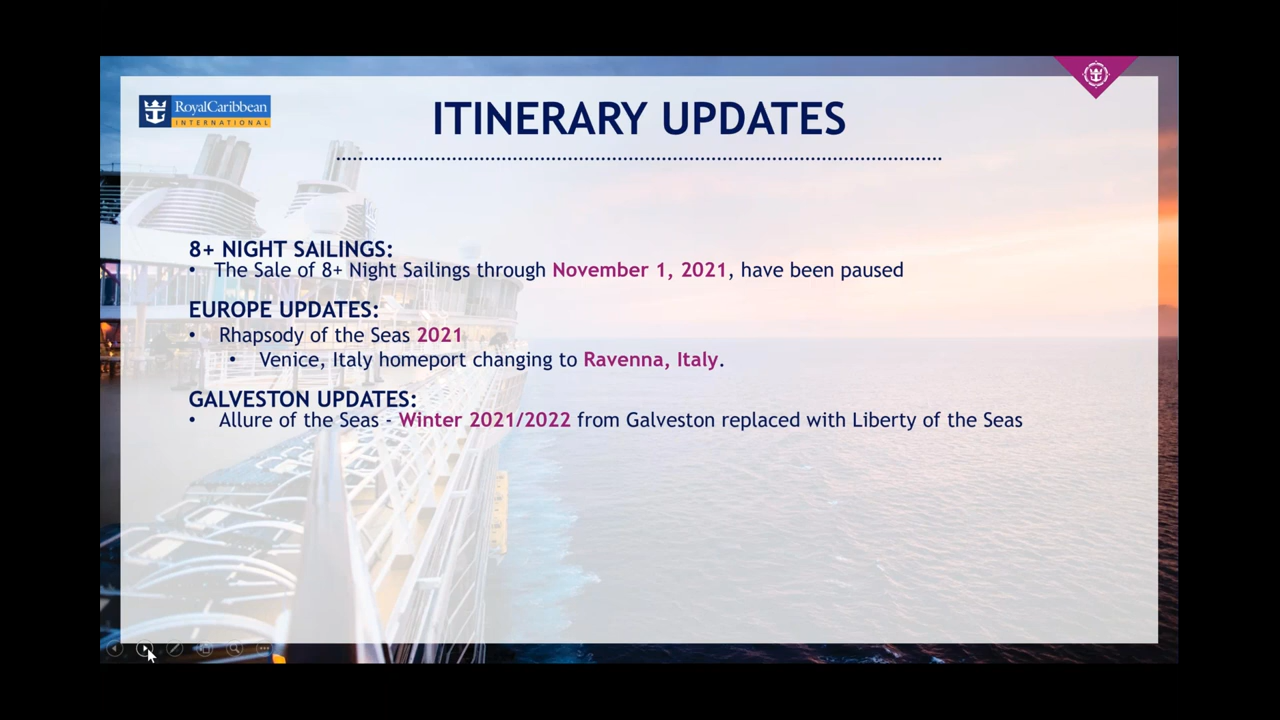 RoyalCaribbean
INTERNATIONAL
ITINERARY UPDATES
8+ NIGHT SAILINGS:
• The Sale of 8+ Night Sailings through November 1, 2021, have been paused
EUROPE UPDATES:
• Rhapsody of the Seas 2021
• Venice, Italy homeport changing to Ravenna, Italy.
GALVESTON UPDATES:
• Allure of the Seas - Winter 2021/2022 from Galveston replaced with Liberty of the Seas